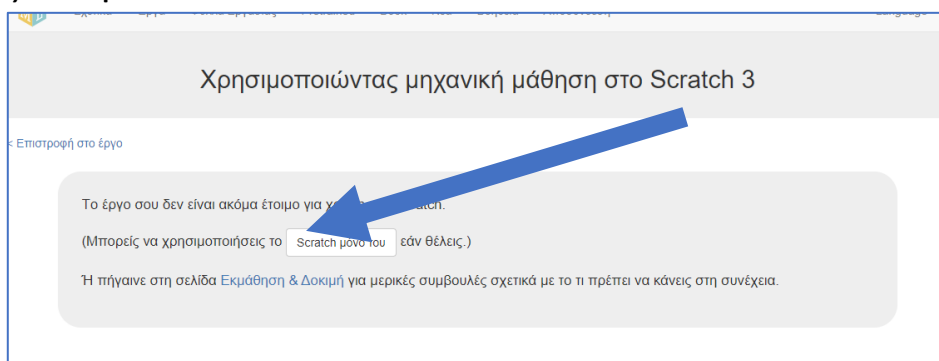 Χρησιμοποιώντας μηχανική μάθηση στο Scratch 3
< Επιστροφή στο έργο
Το έργο σου δεν είναι ακόμα έτοιμο για
(Μπορείς να χρησιμοποιήσεις το Scratch μόνο του εάν θέλεις.)
Ή πήγαινε στη σελίδα Εκμάθηση & Δοκιμή για μερικές συμβουλές σχετικά με το τι πρέπει να κάνεις στη συνέχεια.